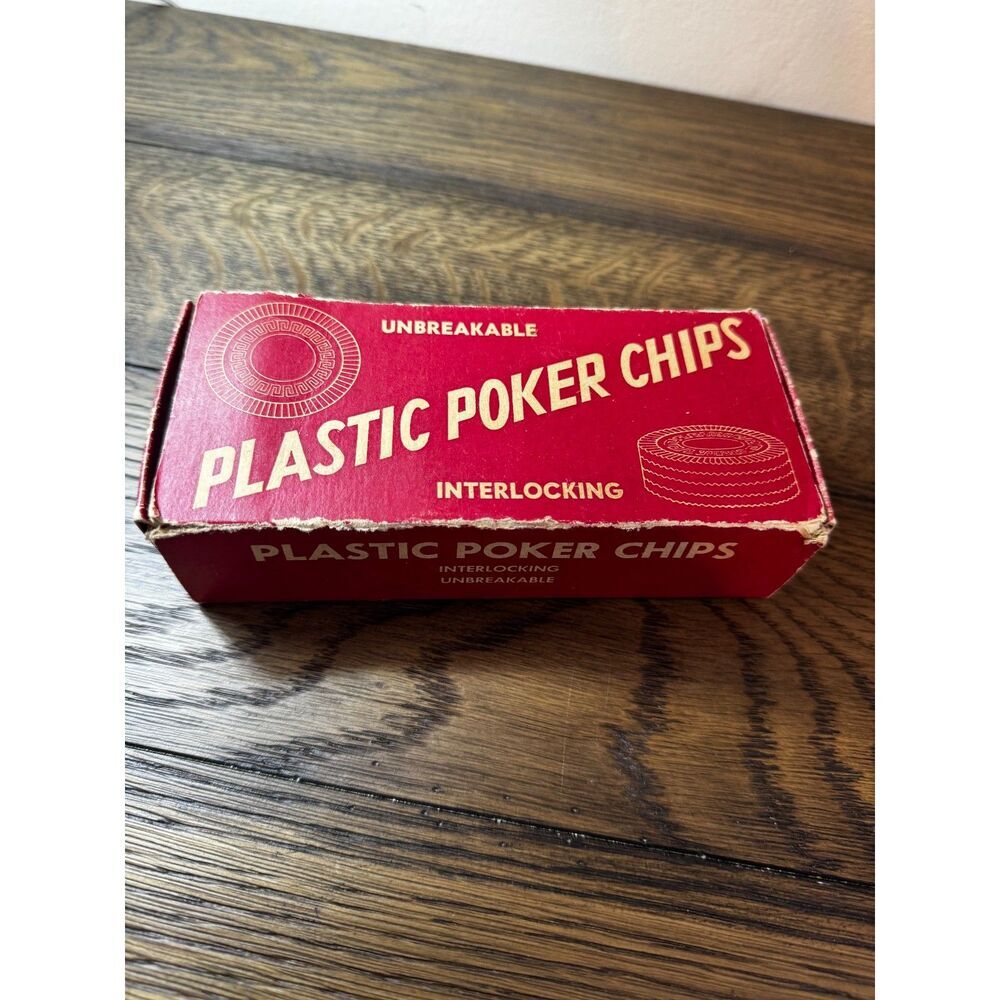 UNBREAKABLE
PLASTIC POKER CHIPS
INTERLOCKING
PLASTIC POKER CHIPS
INTERLOCKING
UNBREAKABLE